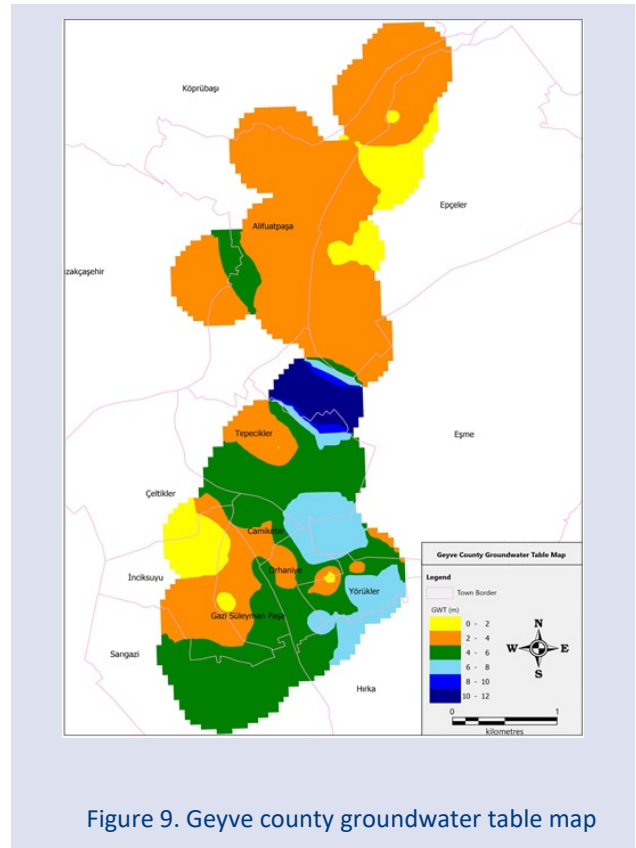 Köprübaşı
Epçeler
Alifuatpaşa
zakçaşehir
Tepecikler
Eşme
Çeltikler
Camikebir
Orhaniye
İnciksuyu
Yörükler
Gazi Süleyman Paşa
Sarıgazi
Hırka
Geyve County Groundwater Table Map
Legend
Town Border
GWT (m)
0 - 2
2 - 4
4 - 6
6 - 8
8 - 10
10 - 12
N
W E
S
0 1
kilometres
Figure 9. Geyve county groundwater table map